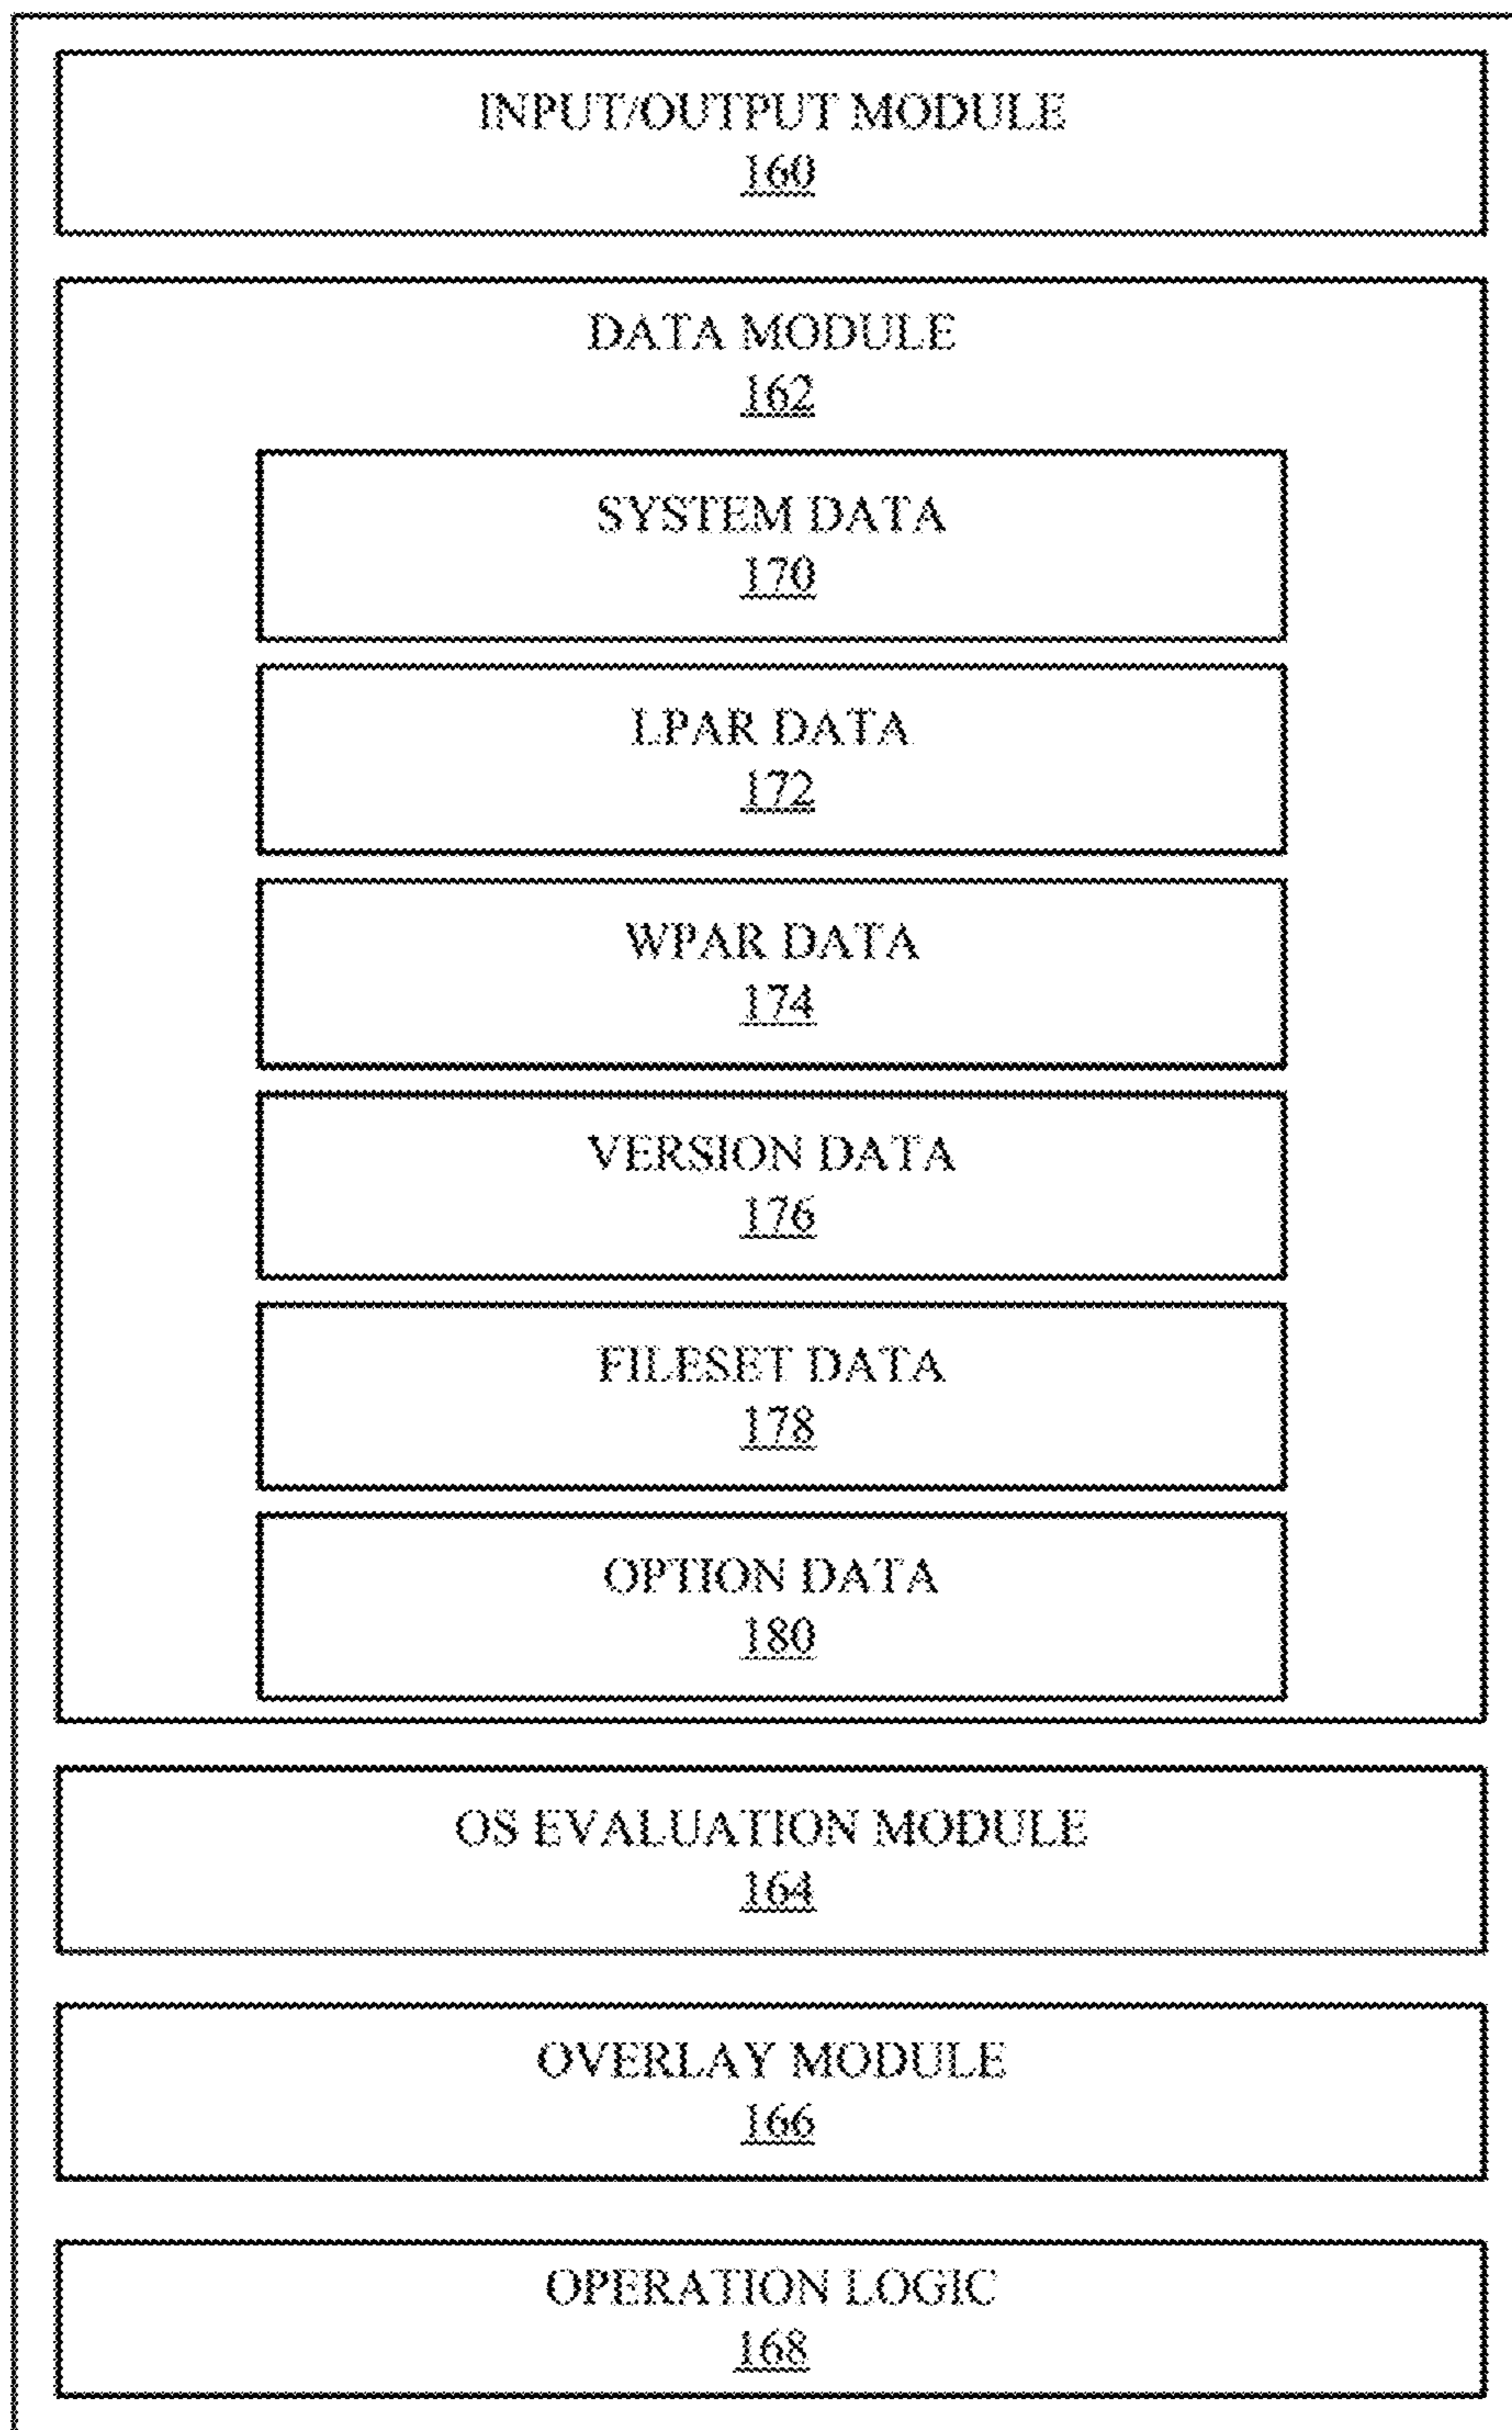 INPUT/OUTPUT MODULE
160
DATA MODULE
162
SYSTEM DATA
170
LPAR DATA
172
WPAR DATA
174
VERSION DATA
176
FILESET DATA
178
OPTION DATA
180
OS EVALUATION MODULE
164
OVERLAY MODULE
166
OPERATION LOGIC
168